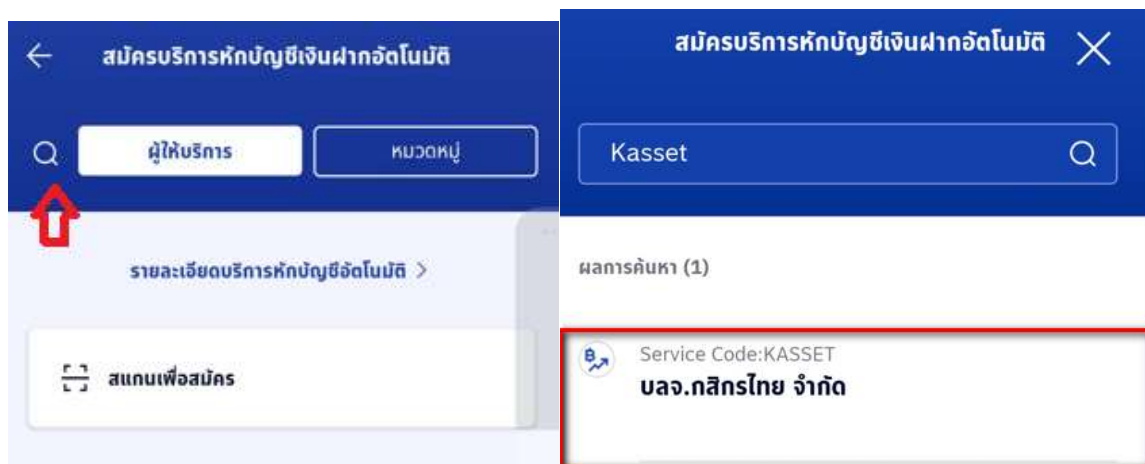 สมัครบริการหักบัญชีเงินฝากอัตโนมัติ
ผู้ให้บริการ
หมวดหมู่
รายละเอียดบริการหักบัญชีอัตโนมัติ >
สแกนเพื่อสมัคร
สมัครบริการหักบัญชีเงินฝากอัตโนมัติ
Kasset
ผลการค้นหา (1)
Service Code:KASSET
บลจ.กสิกรไทย จำกัด